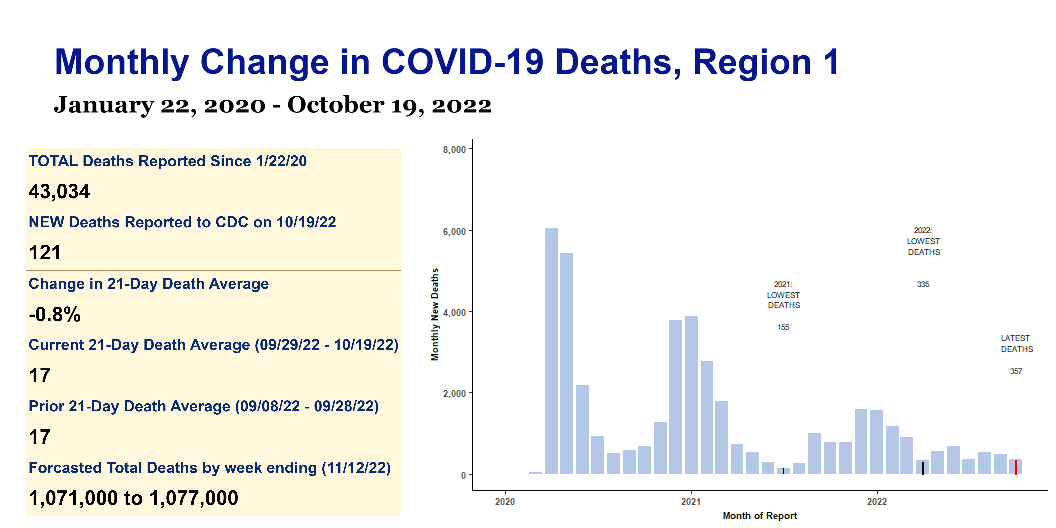 Monthly Change in COVID-19 Deaths, Region 1
January 22, 2020 - October 19, 2022
TOTAL Deaths Reported Since 1/22/20
43,034
NEW Deaths Reported to CDC on 10/19/22
121
Change in 21-Day Death Average
-0.8%
Current 21-Day Death Average (09/29/22 - 10/19/22)
17
Prior 21-Day Death Average (09/08/22 - 09/28/22)
17
Forcasted Total Deaths by week ending (11/12/22)
1,071,000 to 1,077,000
Monthly New Deaths
8,000
6,000
4,000
2,000
0
2021:
LOWEST
DEATHS
155
2022:
LOWEST
DEATHS
335
LATEST
DEATHS
357
2020
2021
2022
Month of Report